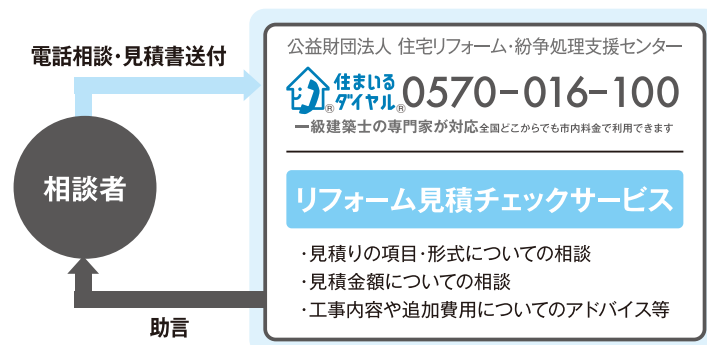 電話相談・見積書送付
相談者
助言
公益財団法人 住宅リフォーム・紛争処理支援センター
住まいる
ダイヤル
® ®
0570-016-100
一級建築士の専門家が対応 全国どこからでも市内料金で利用できます
リフォーム見積チェックサービス
・見積りの項目・形式についての相談
・見積金額についての相談
・工事内容や追加費用についてのアドバイス等